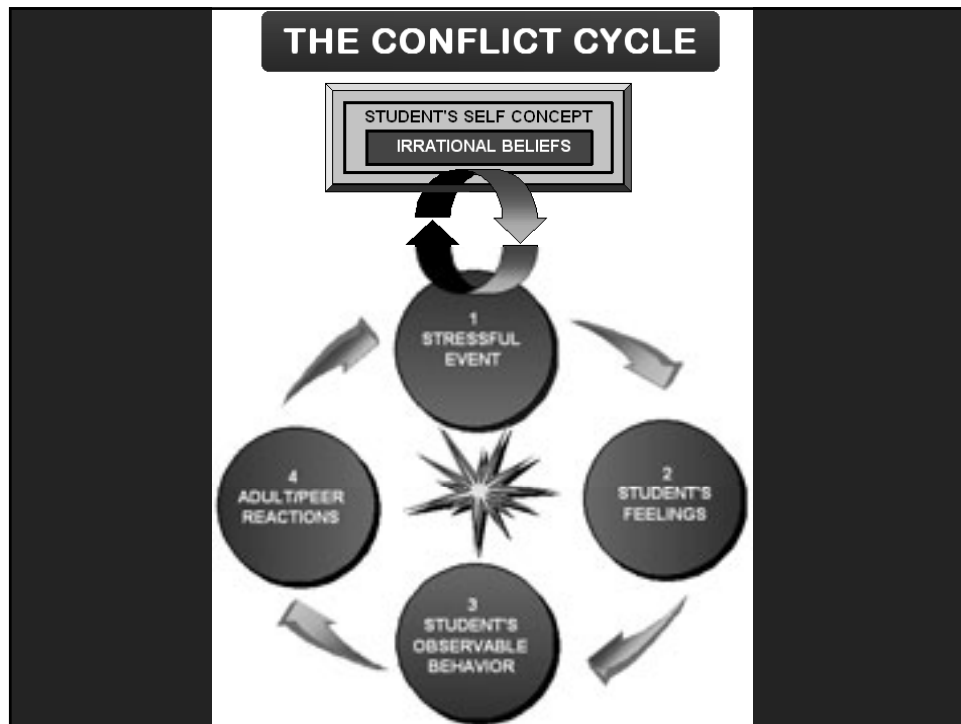 THE CONFLICT CYCLE
STUDENT'S SELF CONCEPT
IRRATIONAL BELIEFS
1
STRESSFUL
EVENT
2
STUDENT'S
FEELINGS
3
STUDENT'S
OBSERVABLE
BEHAVIOR
4
ADULT/PEER
REACTIONS